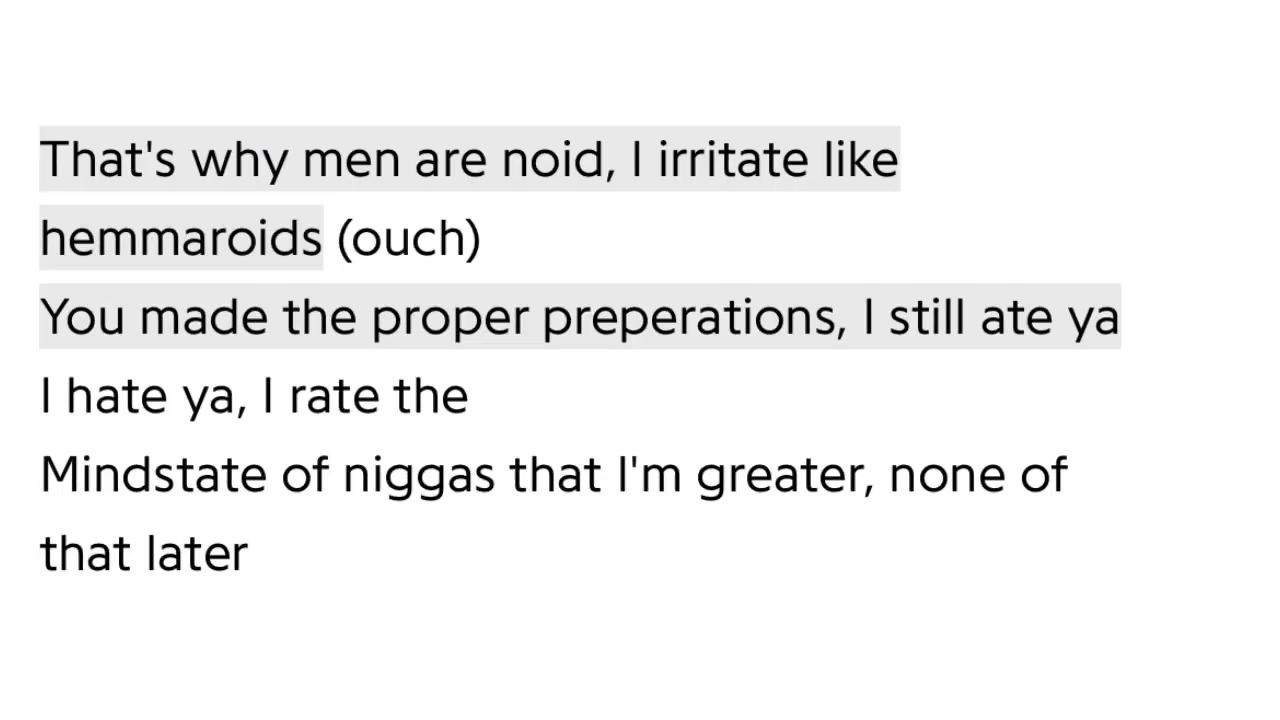 That's why men are noid, I irritate like
hemmaroids (ouch)
You made the proper preperations, I still ate ya
I hate ya, I rate the
Mindstate of niggas that I'm greater, none of
that later